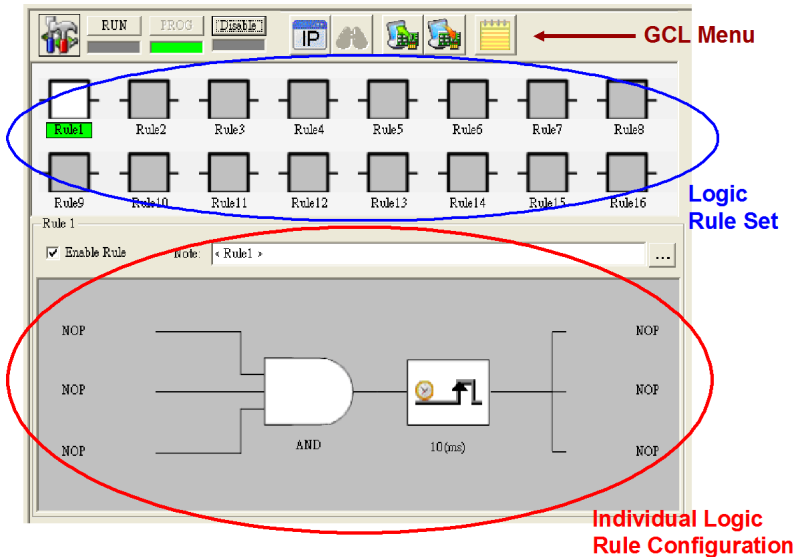 RUN PROG Disable IP GCL Menu
Rule1 Rule2 Rule3 Rule4 Rule5 Rule6 Rule7 Rule8
Rule9 Rule10 Rule11 Rule12 Rule13 Rule14 Rule15 Rule16
Logic
Rule Set
Rule 1
Enable Rule Note: < Rule1 > ...
NOP NOP
NOP NOP
AND 10(ms)
NOP NOP
Individual Logic
Rule Configuration